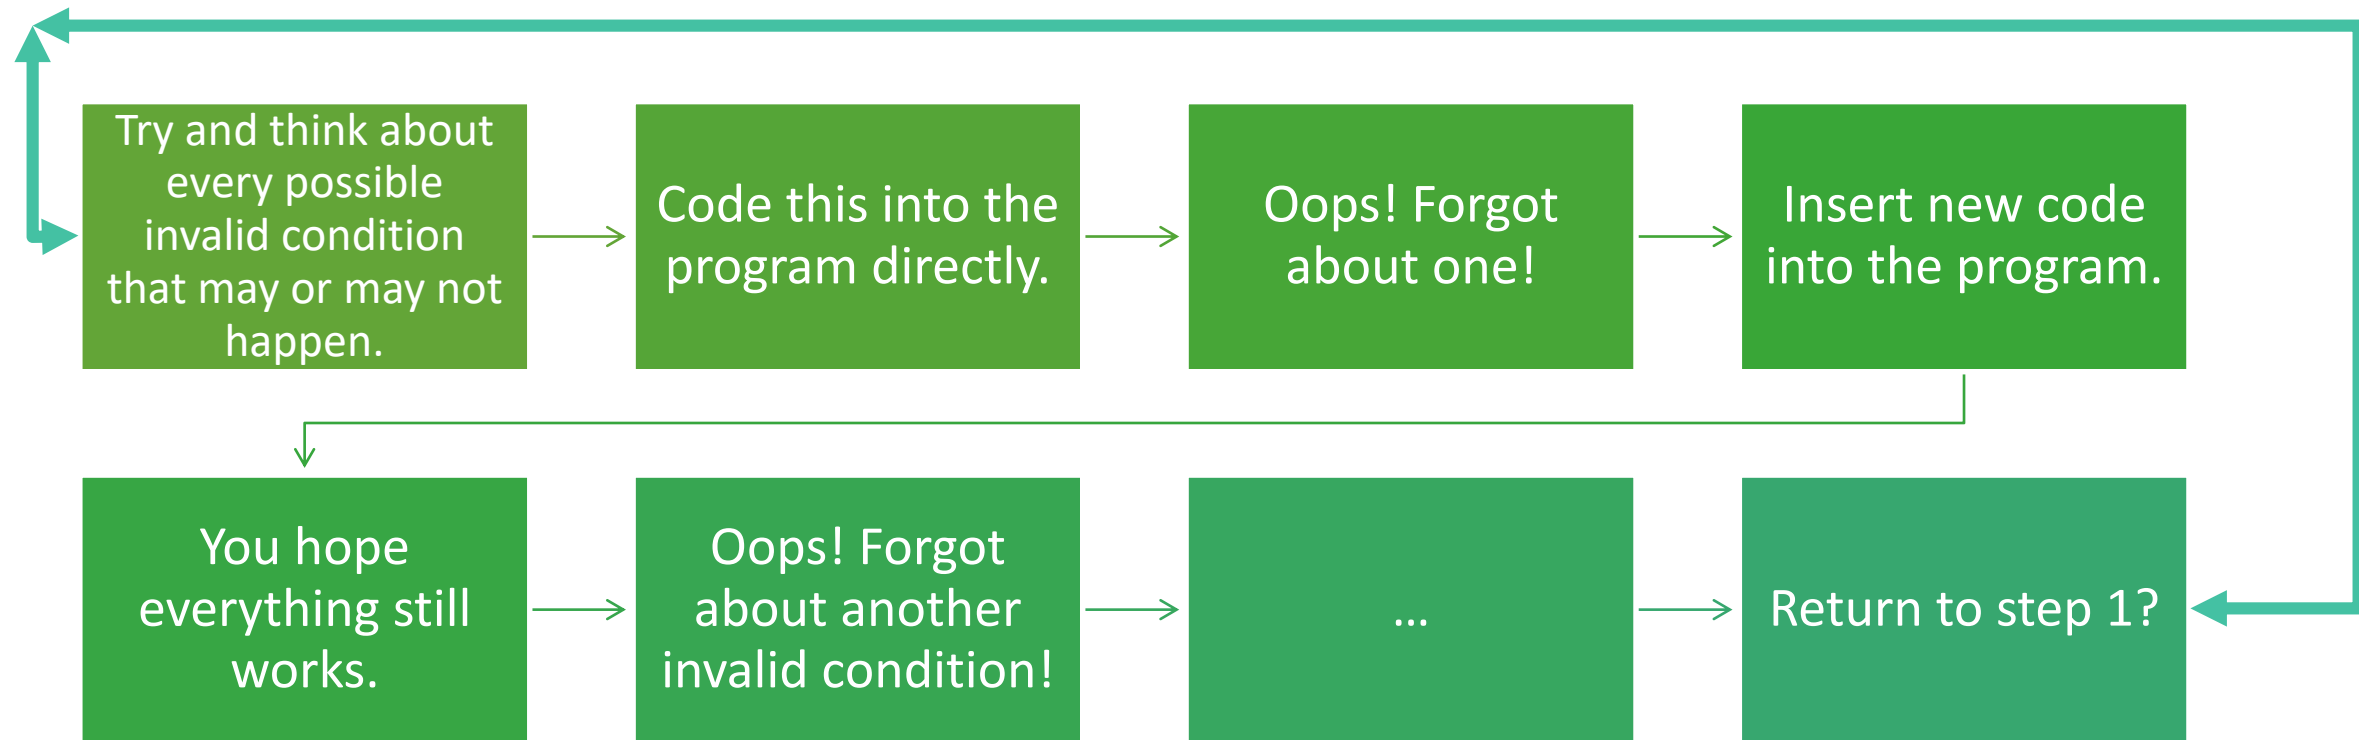 Try and think about
every possible
invalid condition
that may or may not
happen.
Code this into the
program directly.
Oops! Forgot
about one!
Insert new code
into the program.
You hope
everything still
works.
Oops! Forgot
about another
invalid condition!
...
Return to step 1?